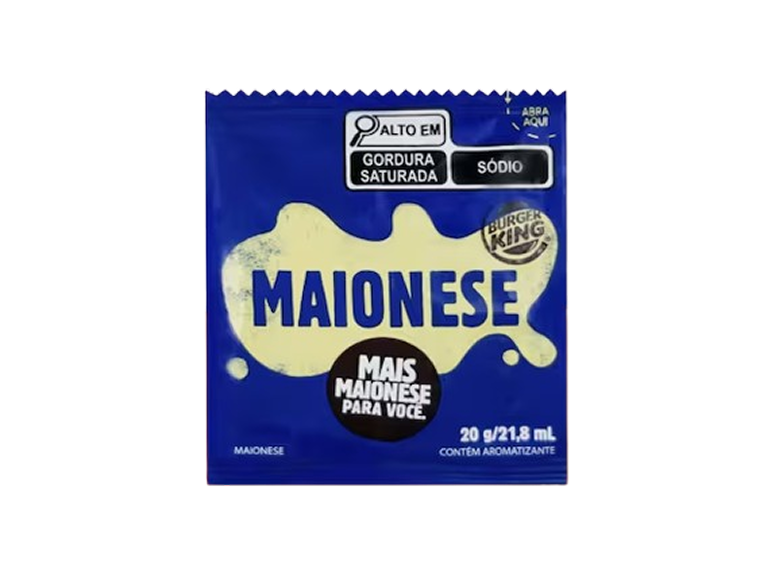 ABRA
AQUI
ALTO EM
GORDURA
SATURADA
SÓDIO
BURGER
KING
MAIONESE
MAIS
MAIONESE
PARA VOCÊ.
20 g/21,8 mL
MAIONESE
CONTÉM AROMATIZANTE